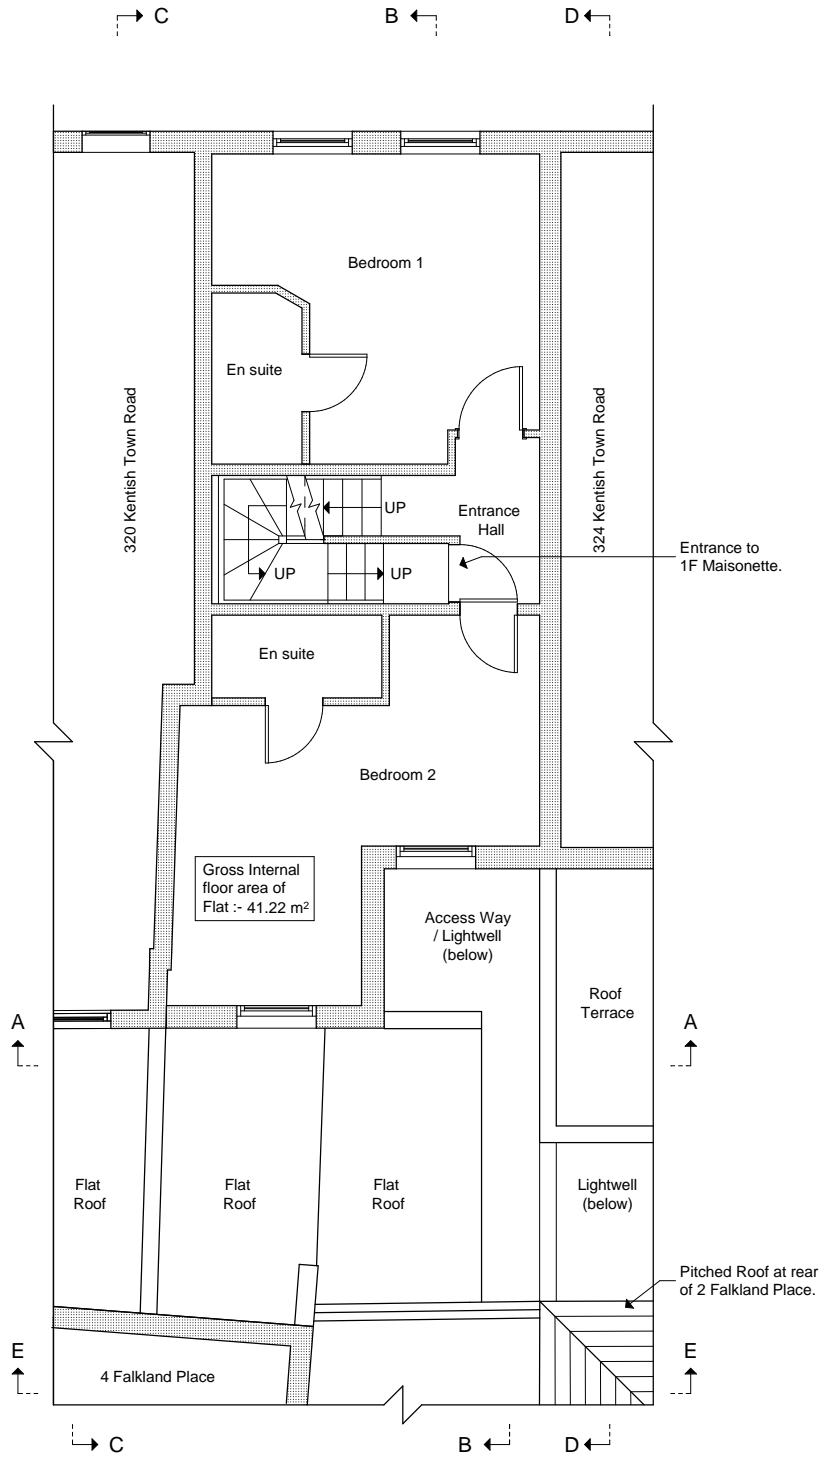 C
B
D
Bedroom 1
En suite
320 Kentish Town Road
324 Kentish Town Road
UP
Entrance
Hall
Entrance to
1F Maisonette.
UP
UP
En suite
Bedroom 2
Gross Internal
floor area of
Flat :- 41.22 m²
Access Way
/ Lightwell
(below)
Roof
Terrace
A
A
Flat
Roof
Flat
Roof
Flat
Roof
Lightwell
(below)
Pitched Roof at rear
of 2 Falkland Place.
E
E
4 Falkland Place
C
B
D